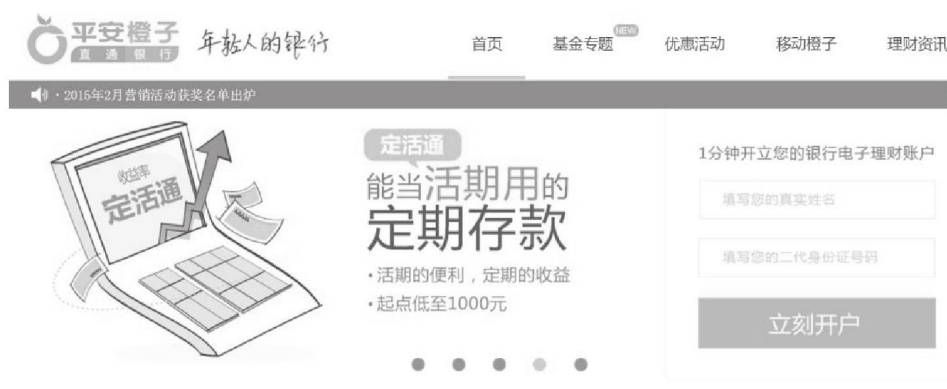 平安橙子
直通银行
年轻人的银行
首页 基金专题 NEW 优惠活动 移动橙子 理财资讯
·2015年2月营销活动获奖名单出炉
收益率
定活通
定活通
能当活期用的
定期存款
·活期的便利，定期的收益
·起点低至1000元
1分钟开立您的银行电子理财账户
填写您的真实姓名
填写您的二代身份证号码
立刻开户